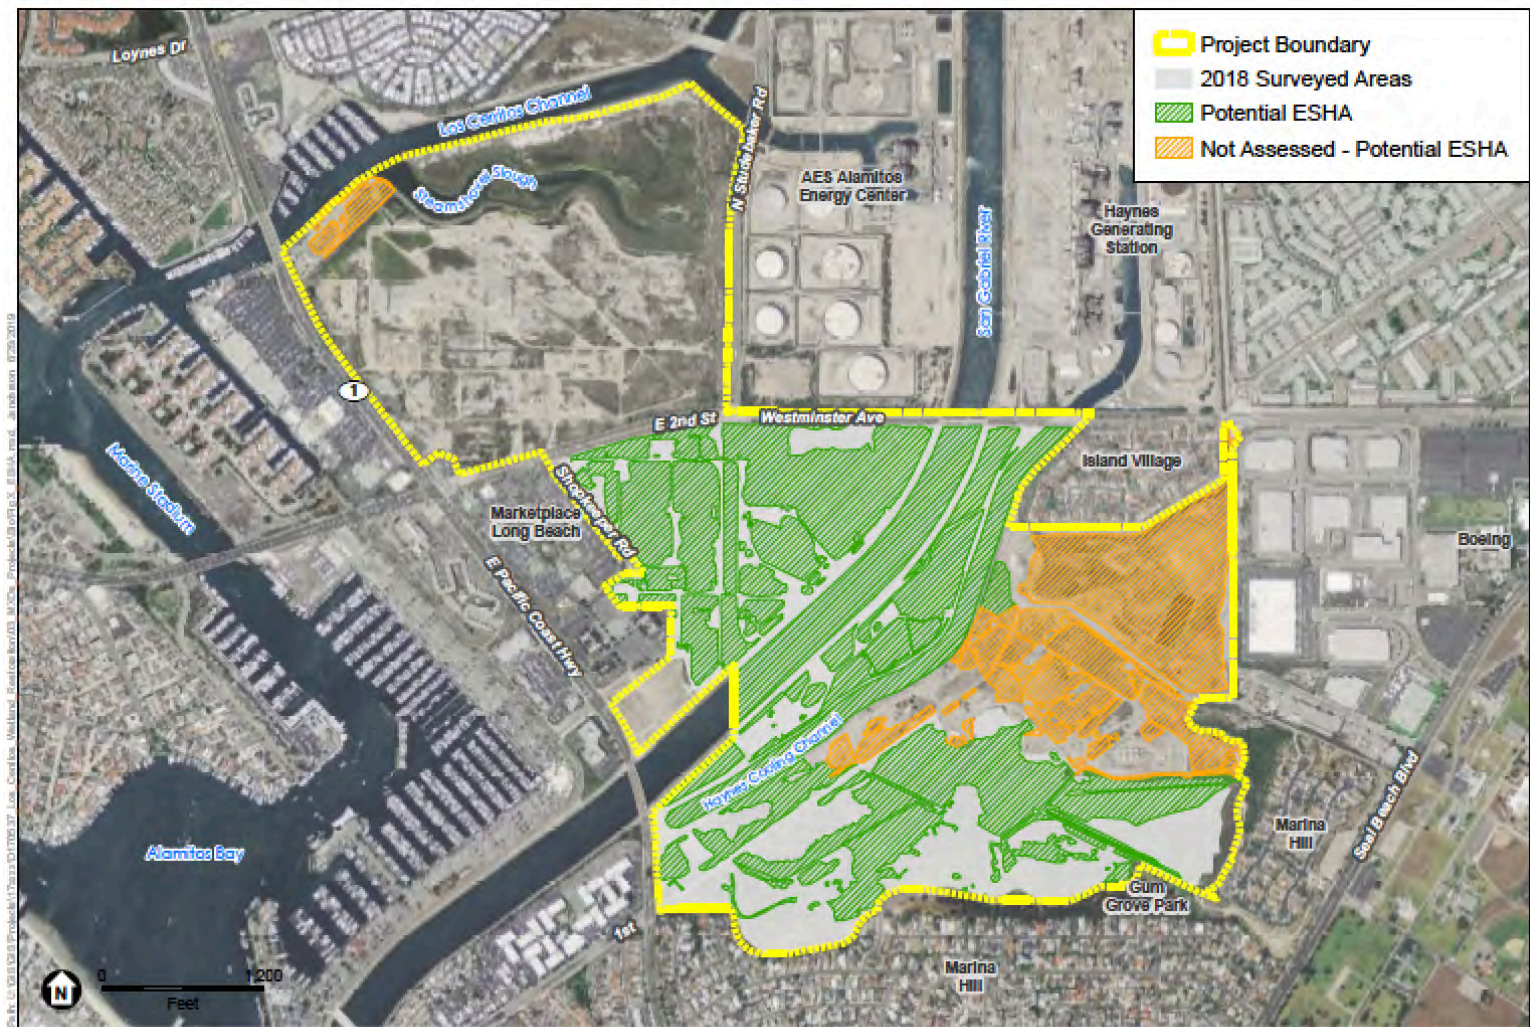 Project Boundary
2018 Surveyed Areas
Potential ESHA
Not Assessed - Potential ESHA
Loynes Dr
Los Cerritos Channel
Steamshovel Slough
N Studebaker Rd
AES Alamitos
Energy Center
San Gabriel River
Haynes
Generating
Station
1
E 2nd St
Westminster Ave
Island Village
Marine Stadium
Shopkeeper Rd
Marketplace
Long Beach
Boeing
E Pacific Coast Hwy
Haynes Cooling Channel
Alamitos Bay
Marina
Hill
Seal Beach Blvd
Gum
Grove Park
1st
Marina
Hill
N
0
1,200
Feet